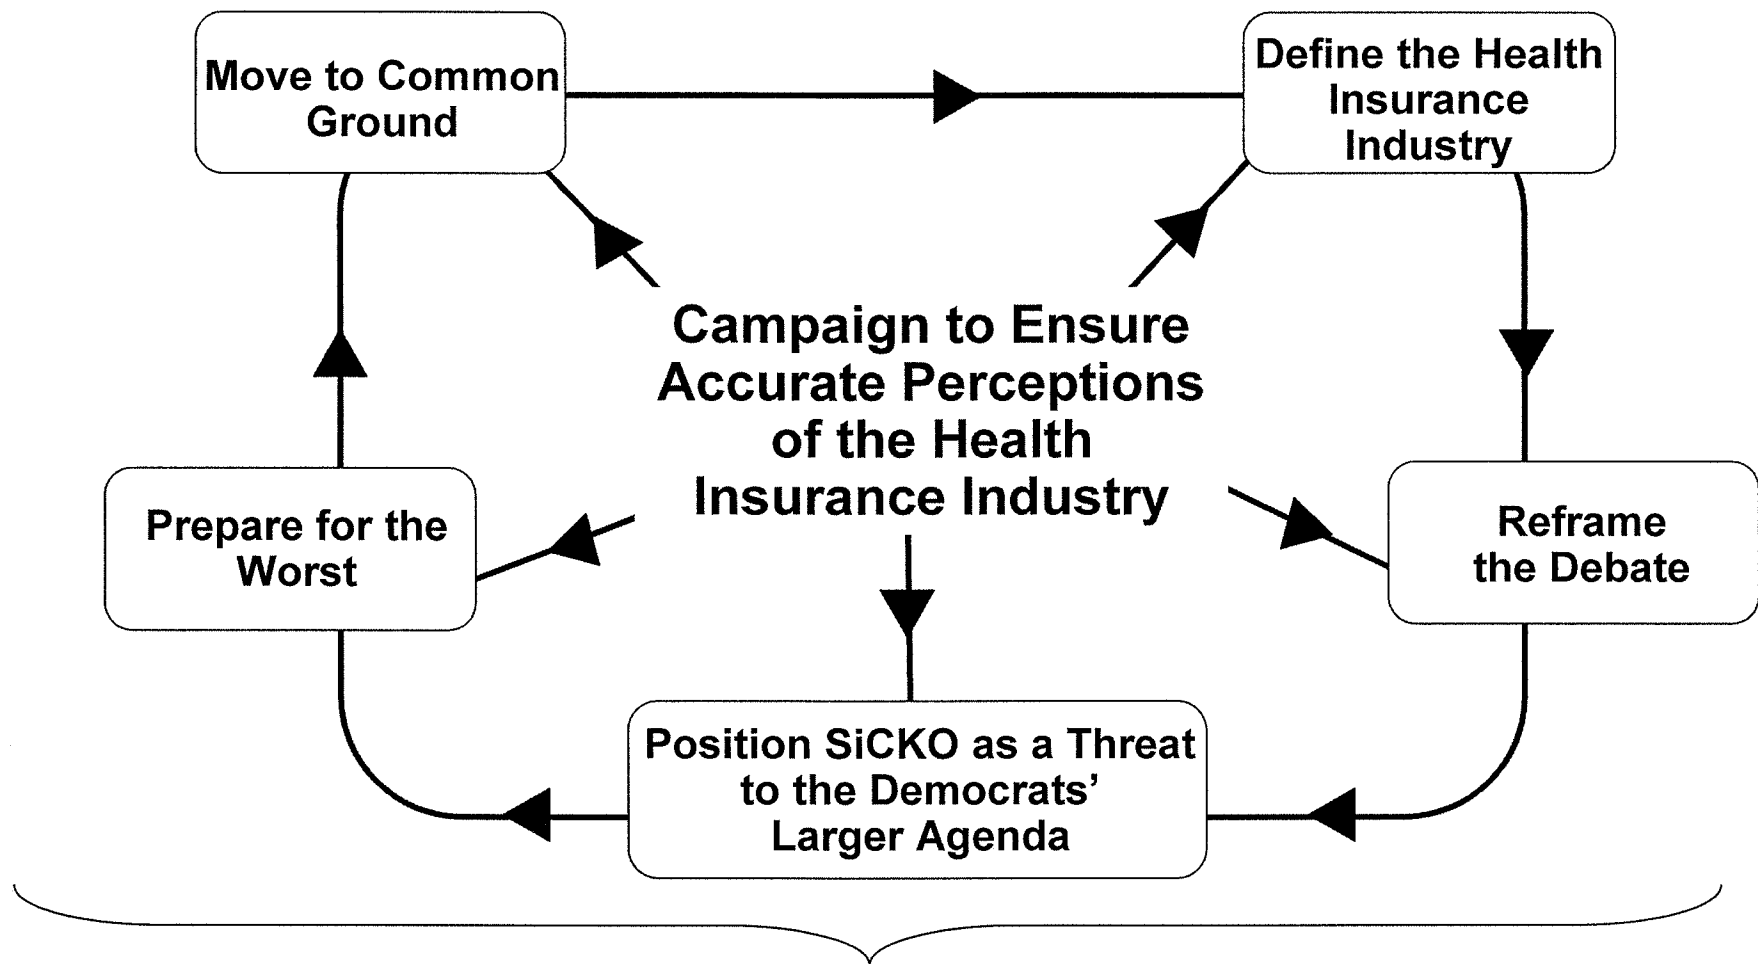 Move to Common
Ground
Define the Health
Insurance
Industry
Campaign to Ensure
Accurate Perceptions
of the Health
Insurance Industry
Prepare for the
Worst
Reframe
the Debate
Position SiCKO as a Threat
to the Democrats’
Larger Agenda